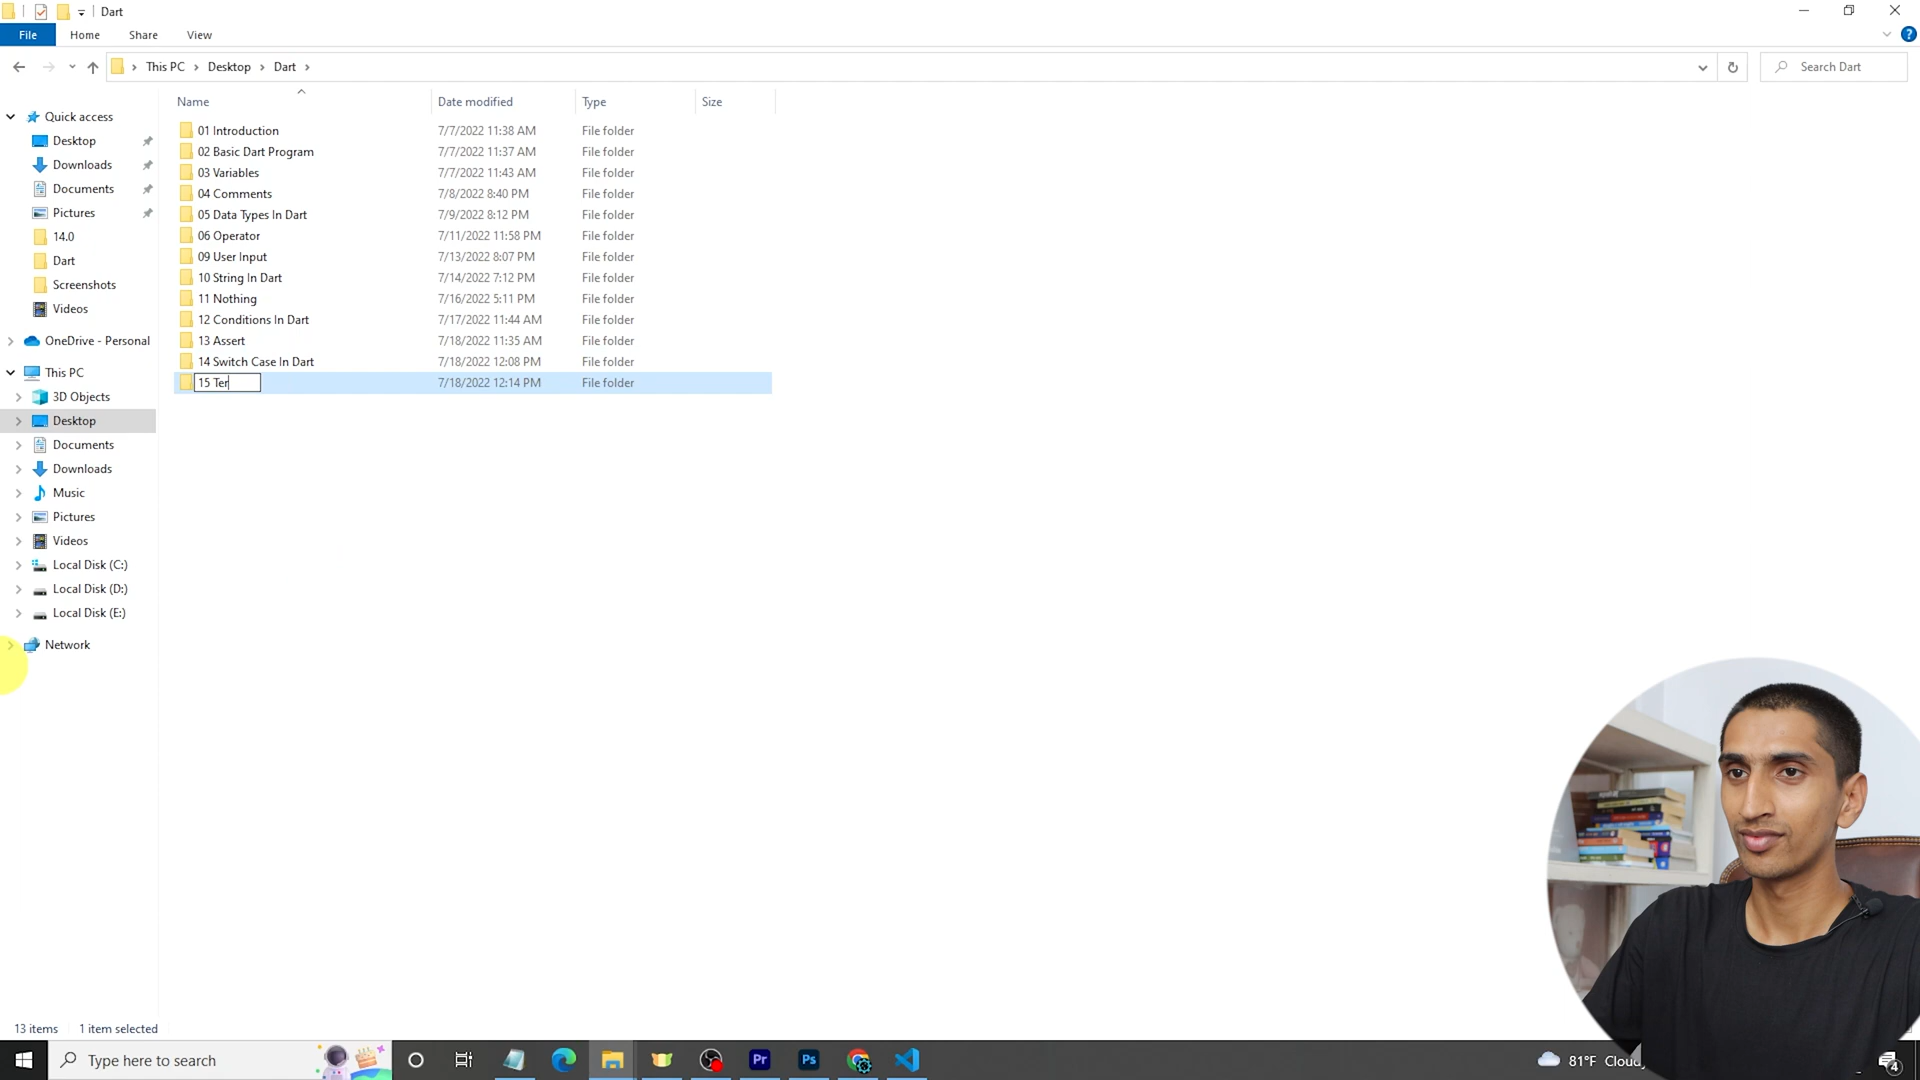 Dart
File Home Share View
This PC Desktop Dart
Search Dart
Name Date modified Type Size
01 Introduction 7/7/2022 11:38 AM File folder
02 Basic Dart Program 7/7/2022 11:37 AM File folder
03 Variables 7/7/2022 11:43 AM File folder
04 Comments 7/8/2022 8:40 PM File folder
05 Data Types In Dart 7/9/2022 8:12 PM File folder
06 Operator 7/11/2022 11:58 PM File folder
09 User Input 7/13/2022 8:07 PM File folder
10 String In Dart 7/14/2022 7:12 PM File folder
11 Nothing 7/16/2022 5:11 PM File folder
12 Conditions In Dart 7/17/2022 11:44 AM File folder
13 Assert 7/18/2022 11:35 AM File folder
14 Switch Case In Dart 7/18/2022 12:08 PM File folder
15 Ter 7/18/2022 12:14 PM File folder
Quick access
Desktop
Downloads
Documents
Pictures
14.0
Dart
Screenshots
Videos
OneDrive - Personal
This PC
3D Objects
Desktop
Documents
Downloads
Music
Pictures
Videos
Local Disk (C:)
Local Disk (D:)
Local Disk (E:)
Network
13 items 1 item selected
Type here to search
Pr
Ps
81°F
4